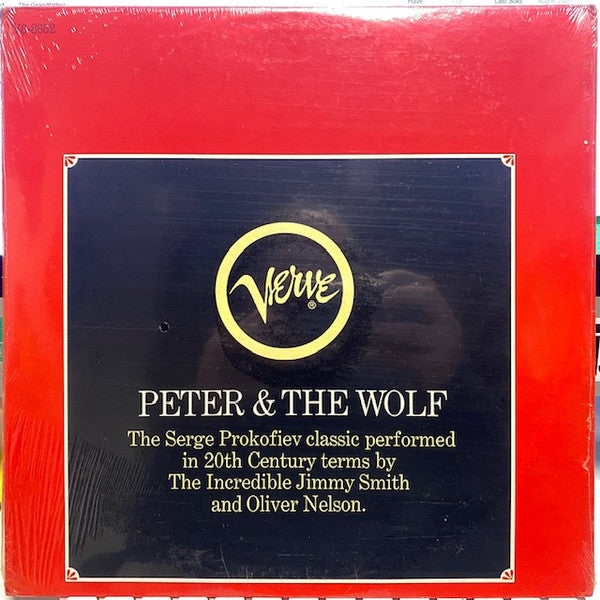 Verve
®
PETER & THE WOLF
The Serge Prokofiev classic performed
in 20th Century terms by
The Incredible Jimmy Smith
and Oliver Nelson.